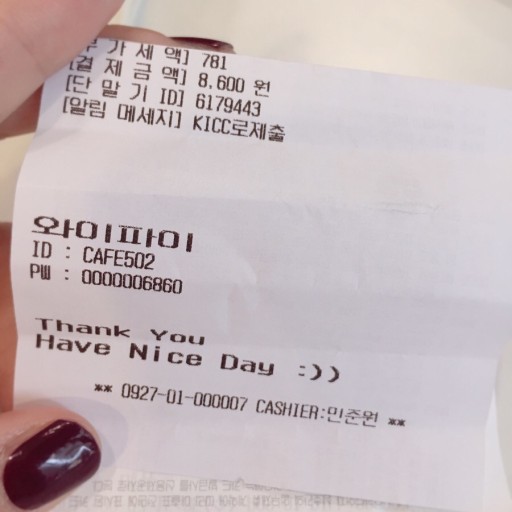 [부 가 세 액] 781
[결 제 금 액] 8,600 원
[단 말 기 ID] 6179443
[알림 메세지] KICC로제출
와이파이
ID : CAFE502
PW : 0000006860
Thank You
Have Nice Day :))
** 0927-01-000007 CASHIER:민준원 **